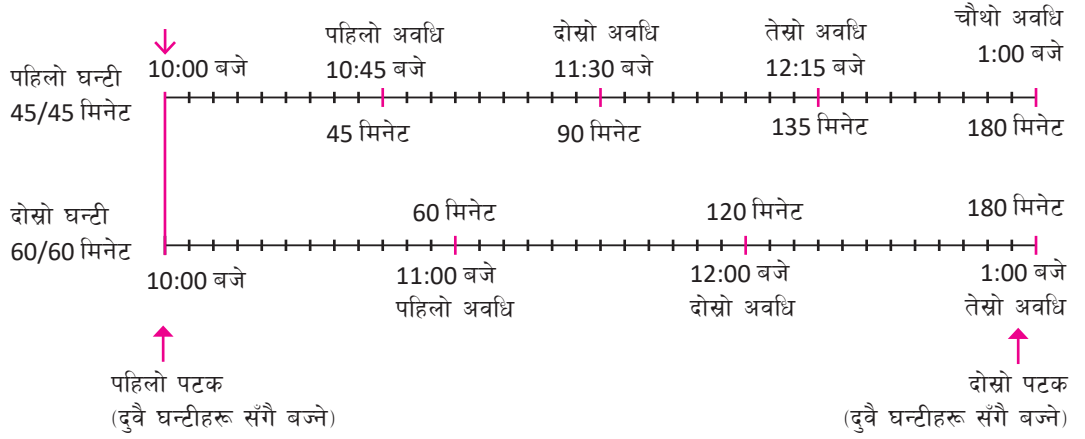 पहिलो अवधि दोस्रो अवधि तेस्रो अवधि चौथो अवधि
10:00 बजे 10:45 बजे 11:30 बजे 12:15 बजे 1:00 बजे
पहिलो घन्टी
45/45 मिनेट
45 मिनेट 90 मिनेट 135 मिनेट 180 मिनेट
दोस्रो घन्टी
60/60 मिनेट
60 मिनेट 120 मिनेट 180 मिनेट
10:00 बजे 11:00 बजे 12:00 बजे 1:00 बजे
पहिलो अवधि दोस्रो अवधि तेस्रो अवधि
पहिलो पटक
(दुवै घन्टीहरू सँगै बज्ने)
दोस्रो पटक
(दुवै घन्टीहरू सँगै बज्ने)